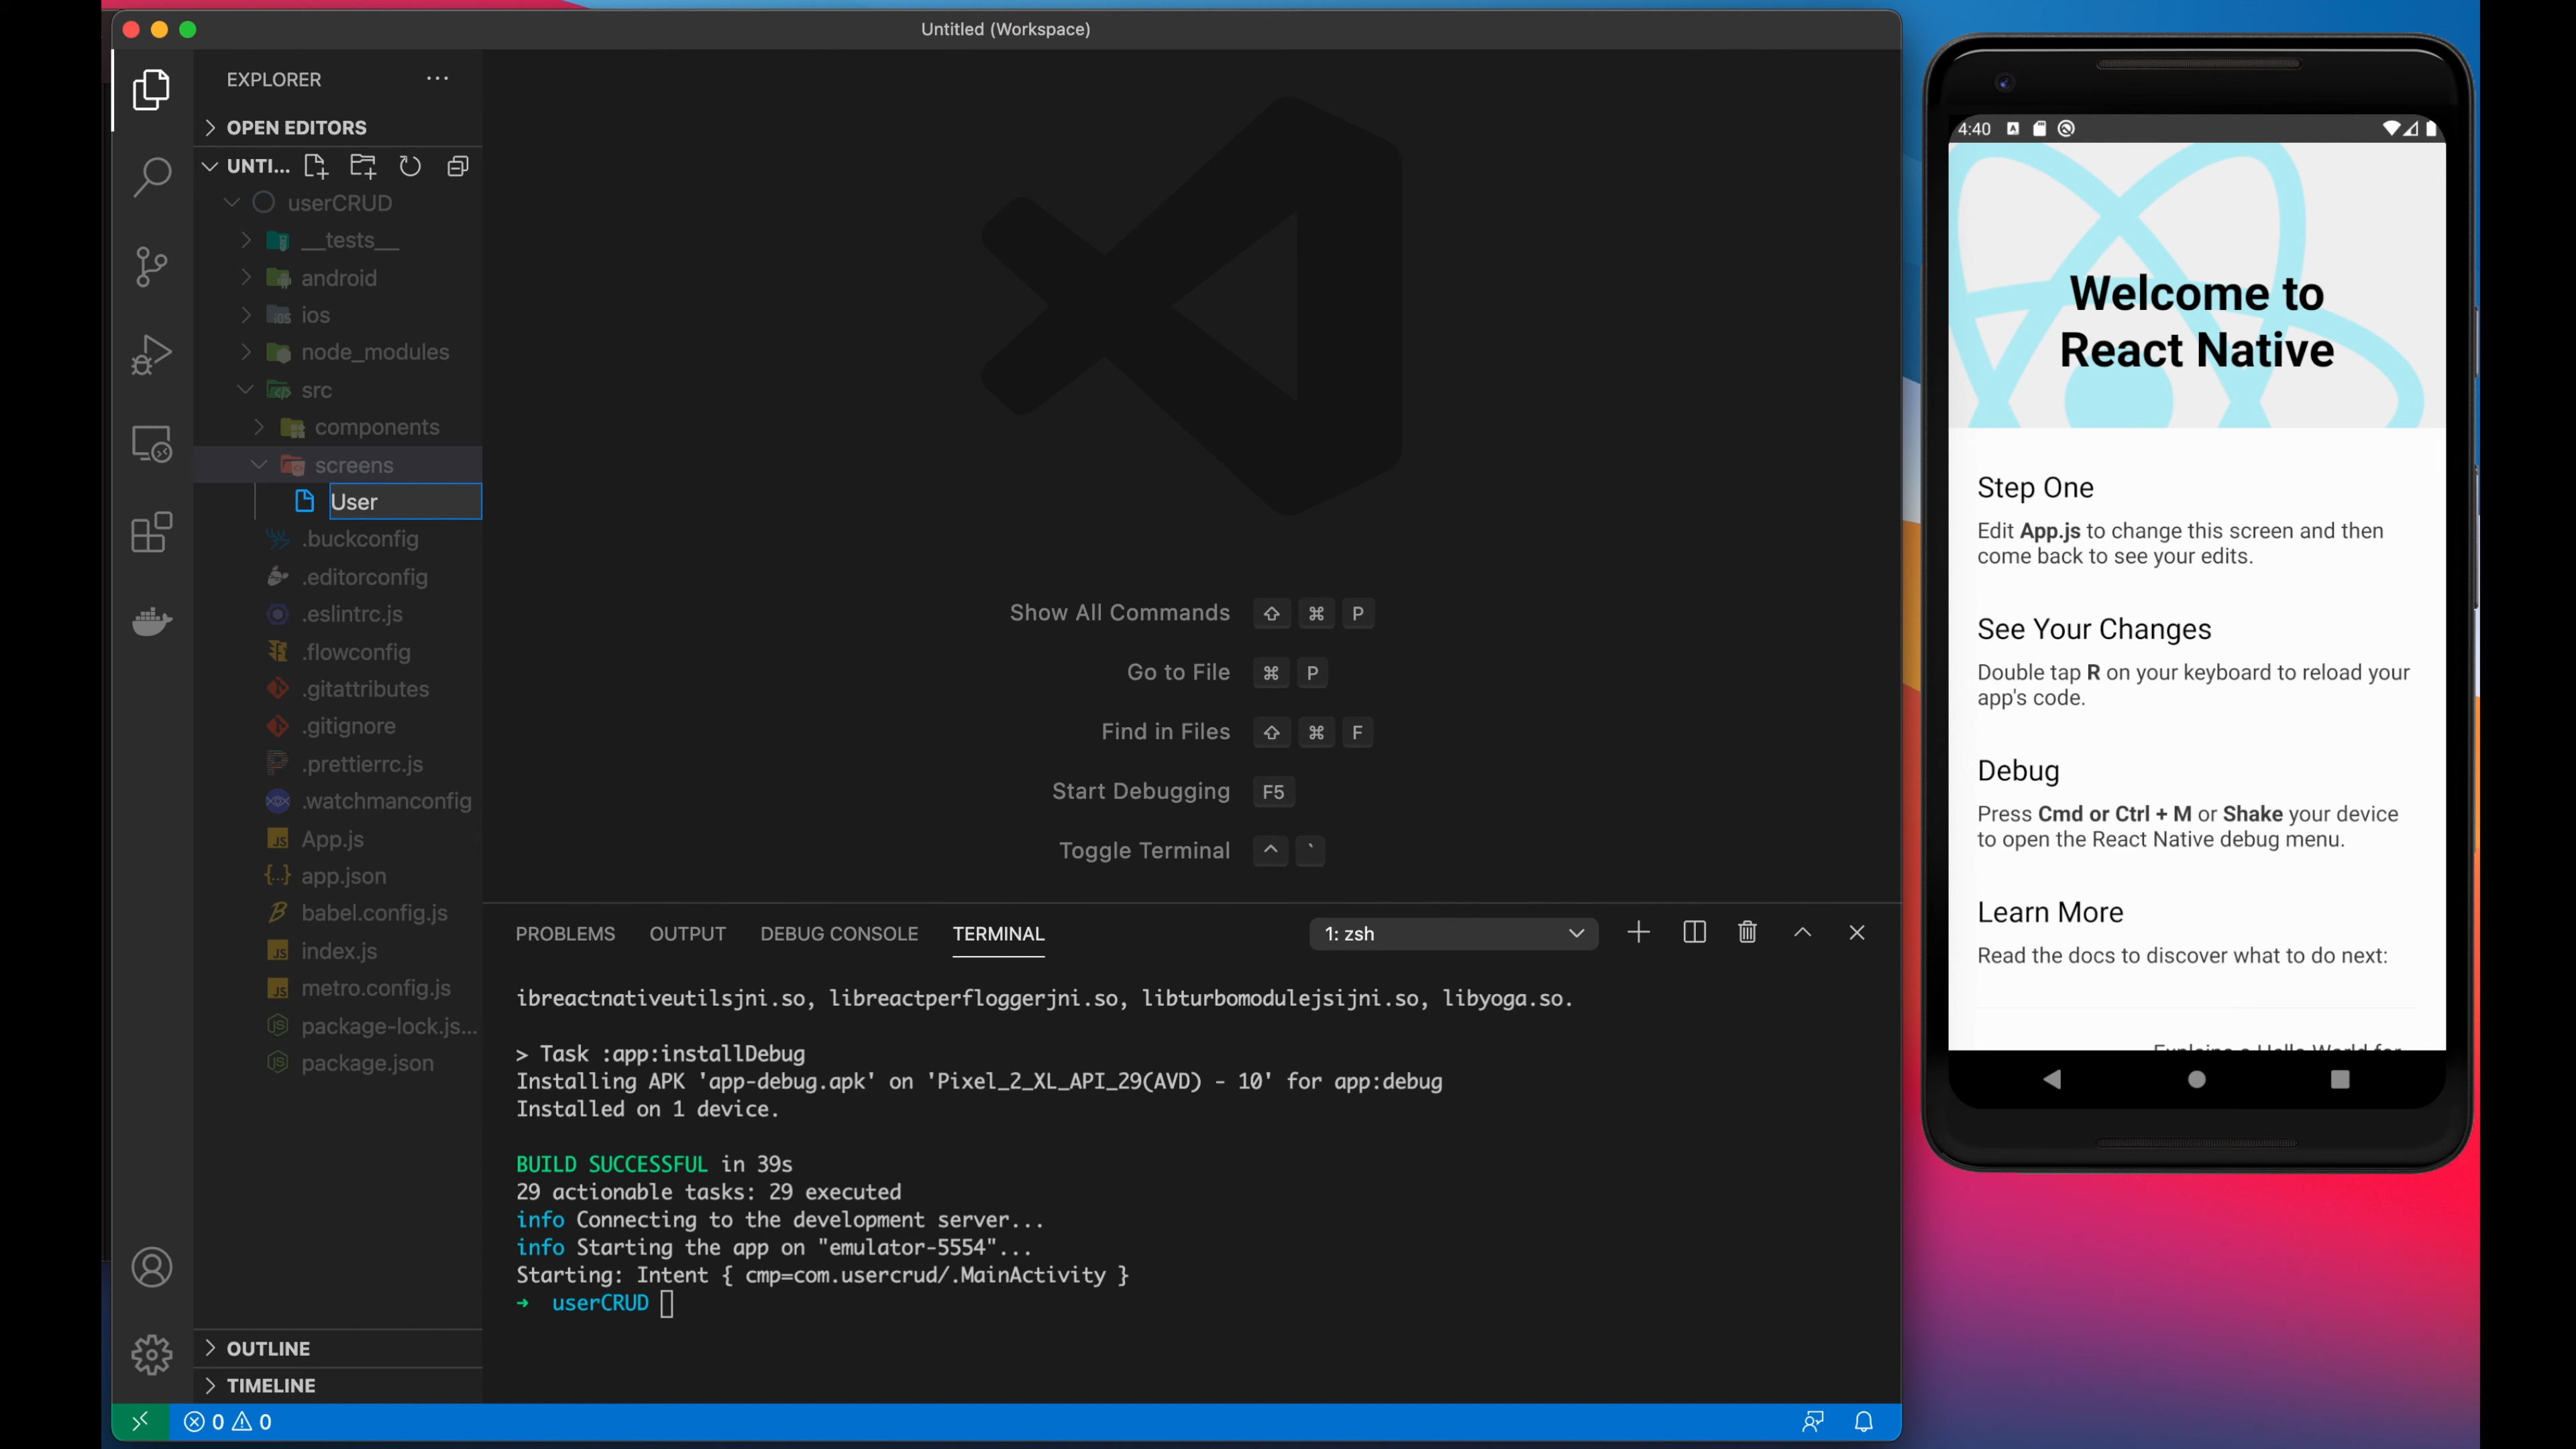 Untitled (Workspace)
EXPLORER
OPEN EDITORS
UNTI...
userCRUD
__tests__
android
ios
node_modules
src
components
screens
User
.buckconfig
.editorconfig
.eslintrc.js
.flowconfig
.gitattributes
.gitignore
.prettierrc.js
.watchmanconfig
App.js
app.json
babel.config.js
index.js
metro.config.js
package-lock.js...
package.json
OUTLINE
TIMELINE
0 0
Show All Commands ⇧ ⌘ P
Go to File ⌘ P
Find in Files ⇧ ⌘ F
Start Debugging F5
Toggle Terminal ^ `
PROBLEMS OUTPUT DEBUG CONSOLE TERMINAL 1: zsh
ibreactnativeutilsjni.so, libreactperfloggerjni.so, libturbomodulejsijni.so, libyoga.so.
> Task :app:installDebug
Installing APK 'app-debug.apk' on 'Pixel_2_XL_API_29(AVD) - 10' for app:debug
Installed on 1 device.
BUILD SUCCESSFUL in 39s
29 actionable tasks: 29 executed
info Connecting to the development server...
info Starting the app on "emulator-5554"...
Starting: Intent { cmp=com.usercrud/.MainActivity }
→ userCRUD
4:40
Welcome to
React Native
Step One
Edit App.js to change this screen and then
come back to see your edits.
See Your Changes
Double tap R on your keyboard to reload your
app's code.
Debug
Press Cmd or Ctrl + M or Shake your device
to open the React Native debug menu.
Learn More
Read the docs to discover what to do next:
Explains a Hello World for